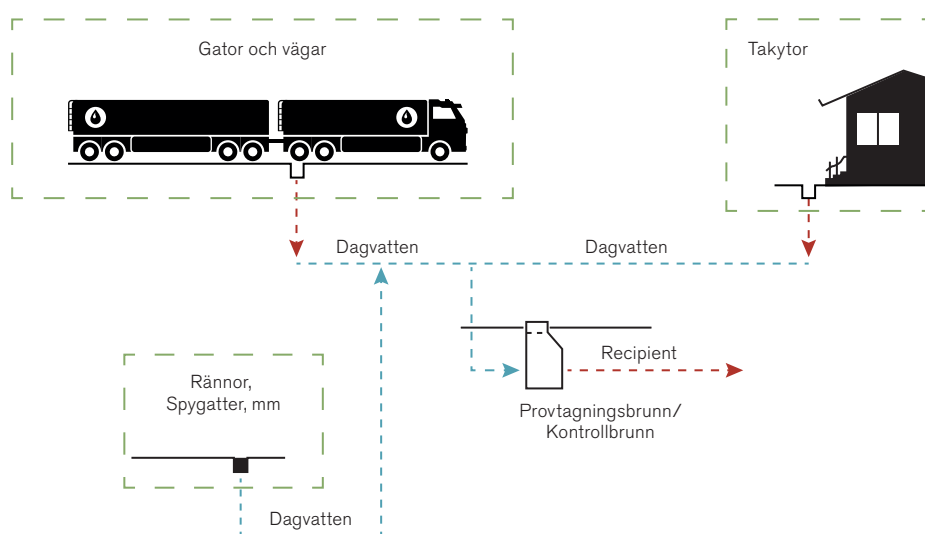 Gator och vägar
Takytor
Dagvatten
Dagvatten
Recipient
Rännor,
Spygatter, mm
Provtagningsbrunn/
Kontrollbrunn
Dagvatten